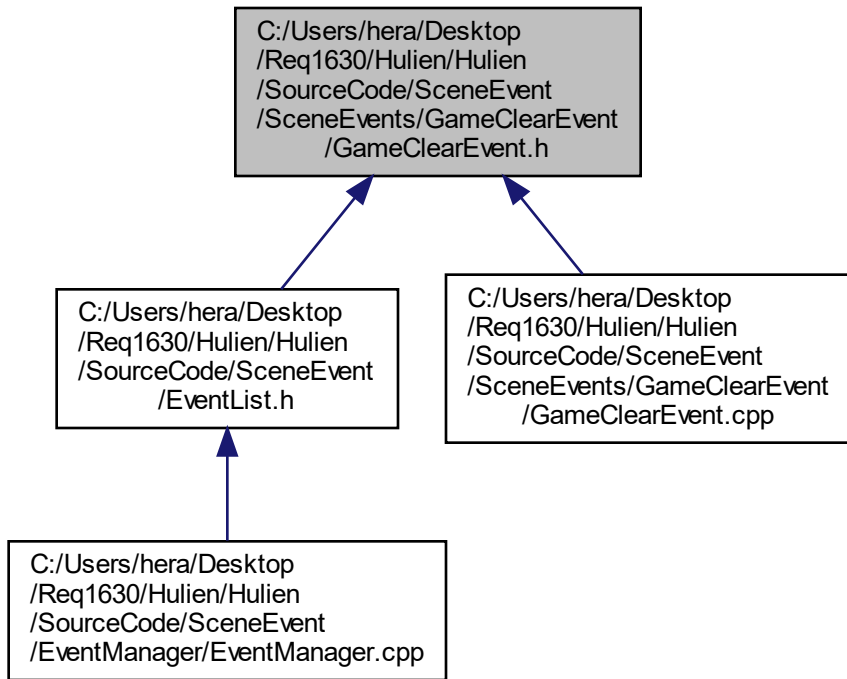 C:/Users/hera/Desktop
/Req1630/Hulien/Hulien
/SourceCode/SceneEvent
/SceneEvents/GameClearEvent
/GameClearEvent.h
C:/Users/hera/Desktop
/Req1630/Hulien/Hulien
/SourceCode/SceneEvent
/EventList.h
C:/Users/hera/Desktop
/Req1630/Hulien/Hulien
/SourceCode/SceneEvent
/SceneEvents/GameClearEvent
/GameClearEvent.cpp
C:/Users/hera/Desktop
/Req1630/Hulien/Hulien
/SourceCode/SceneEvent
/EventManager/EventManager.cpp